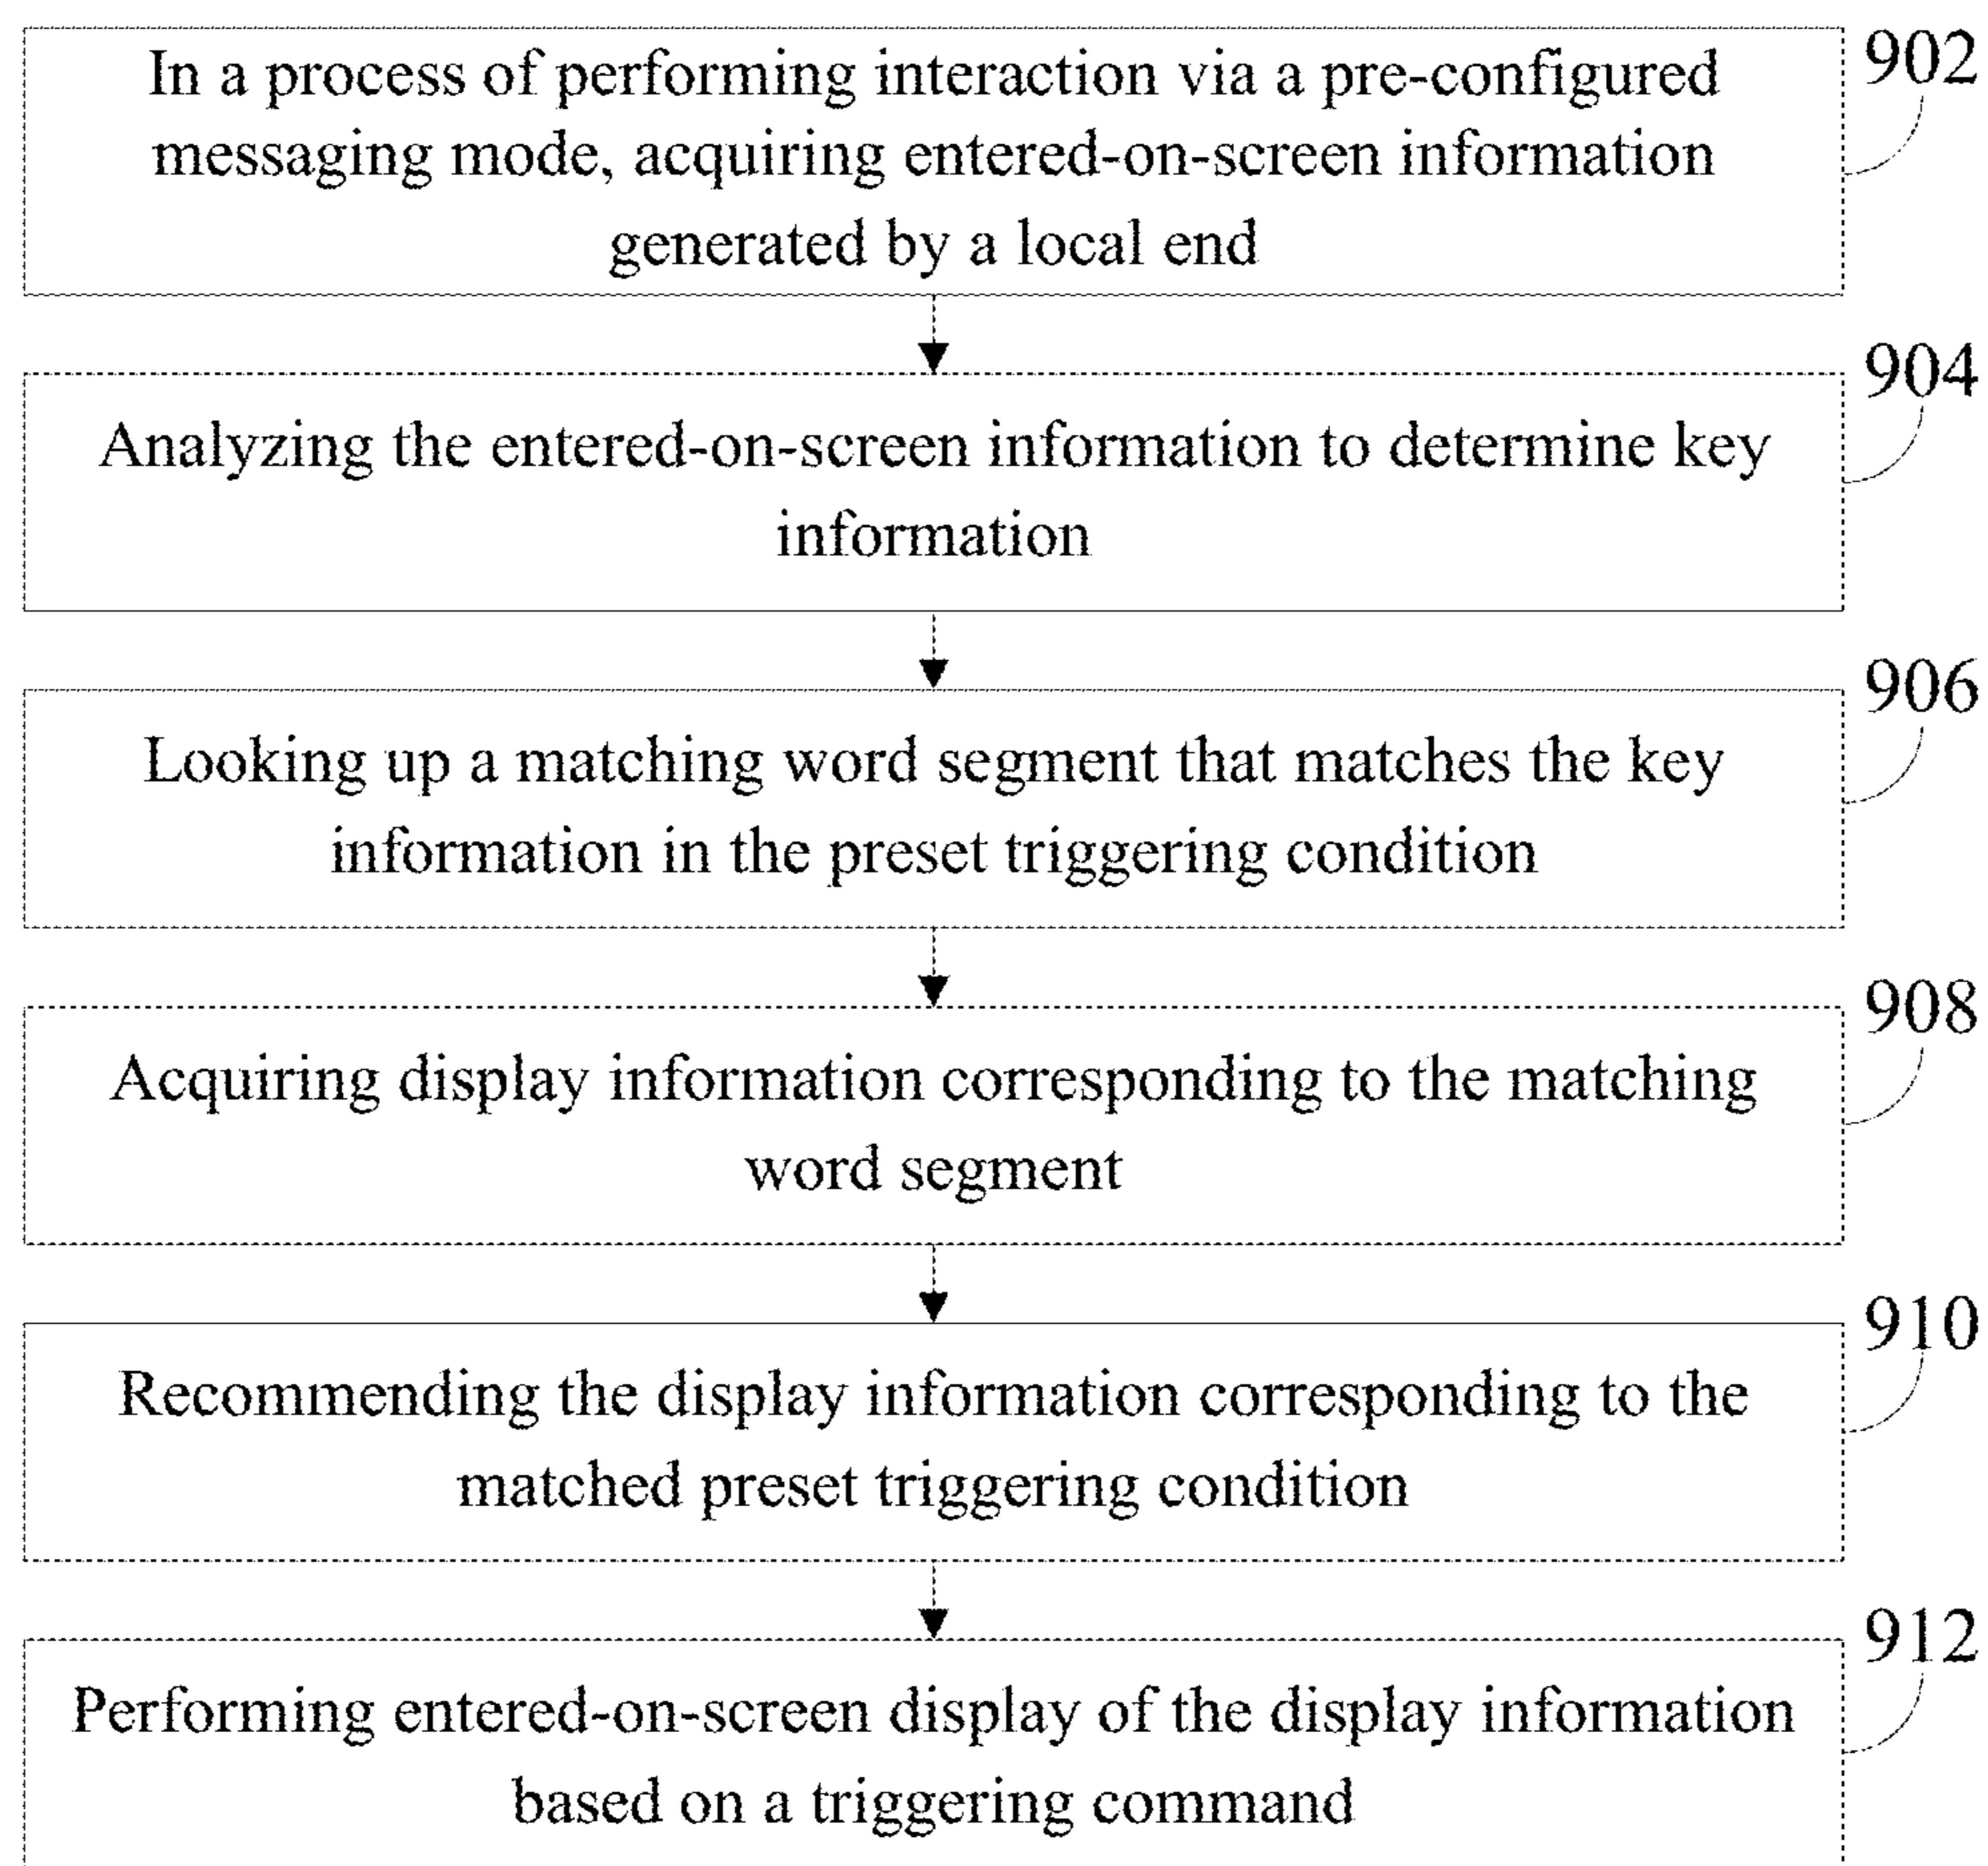 In a process of performing interaction via a pre-configured
902
messaging mode, acquiring entered-on-screen information
generated by a local end
904
Analyzing the entered-on-screen information to determine key
information
906
Looking up a matching word segment that matches the key
information in the preset triggering condition
908
Acquiring display information corresponding to the matching
word segment
910
Recommending the display information corresponding to the
matched preset triggering condition
912
Performing entered-on-screen display of the display information
based on a triggering command